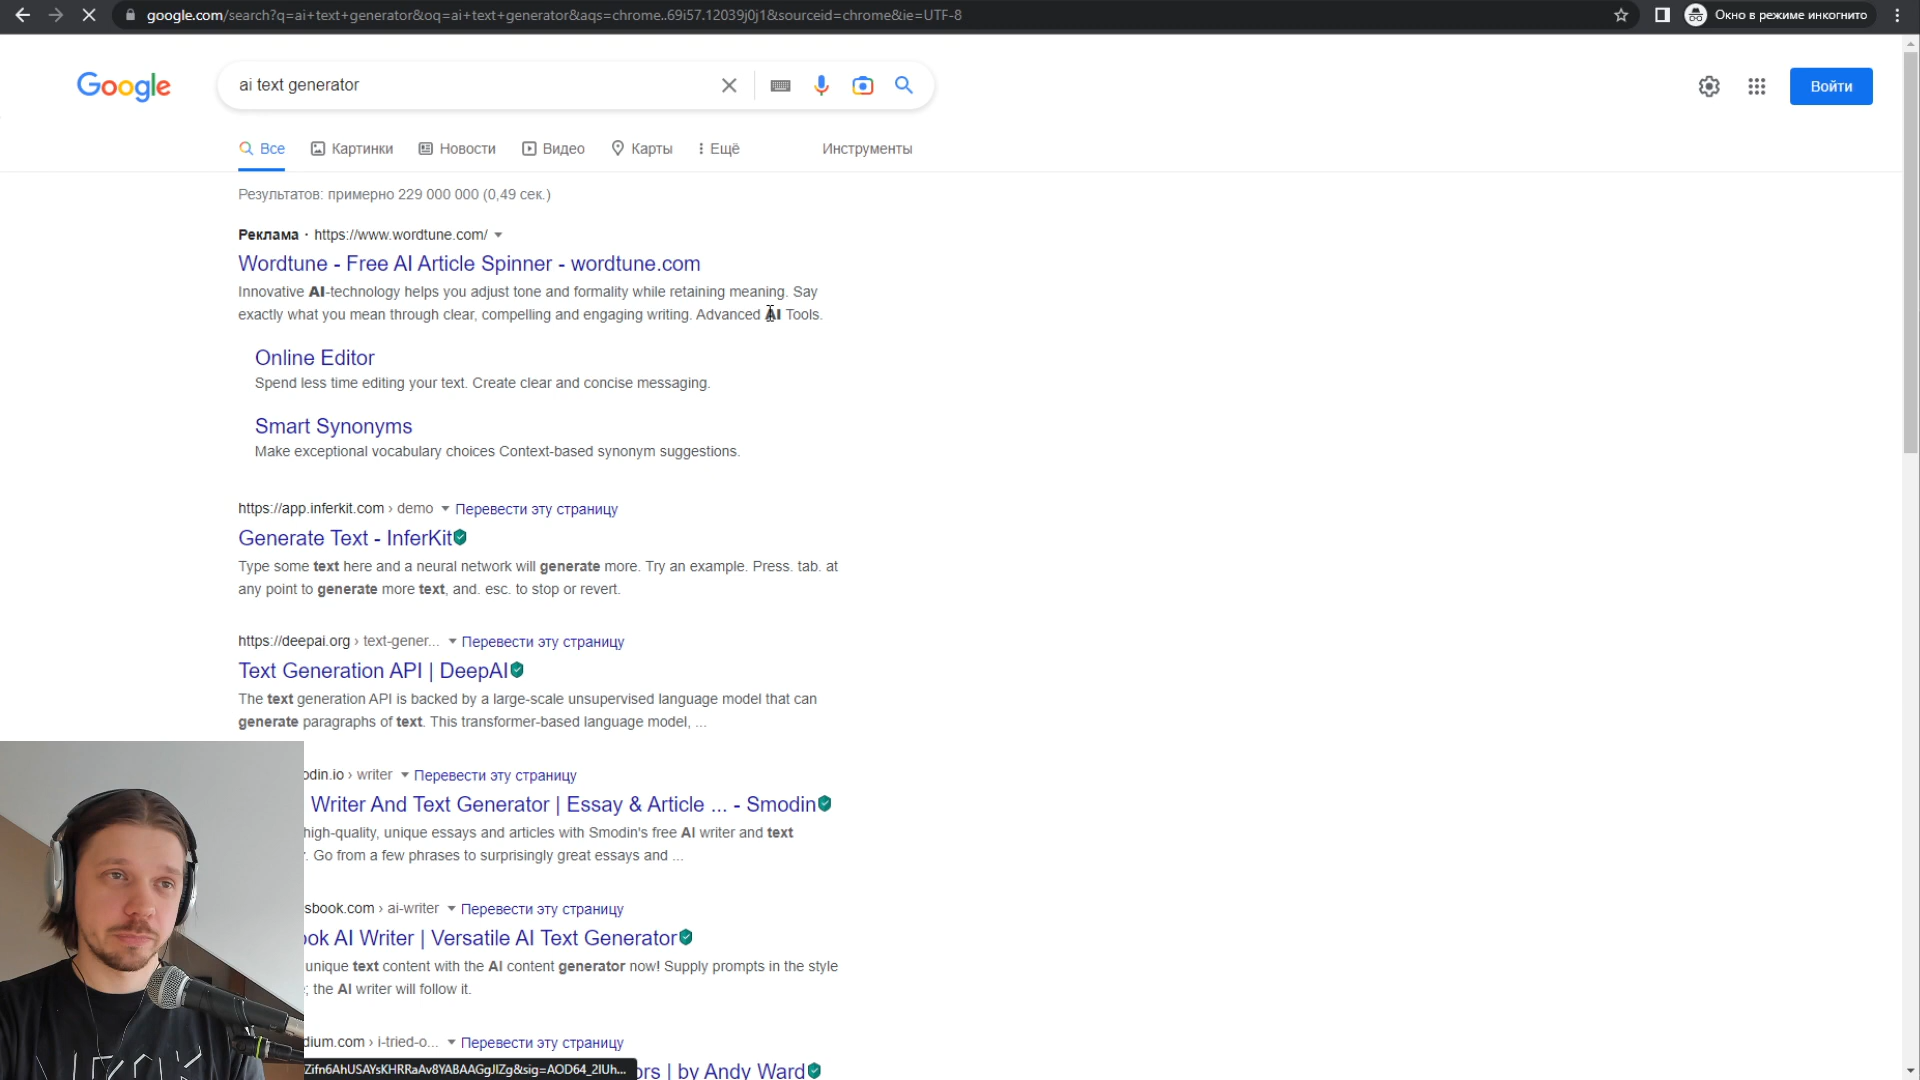 google.com/search?q=ai+text+generator&oq=ai+text+generator&aqs=chrome..69i57.12039j0j1&sourceid=chrome&ie=UTF-8
Окно в режиме инкогнито
Google
ai text generator
Войти
Все
Картинки
Новости
Видео
Карты
Ещё
Инструменты
Результатов: примерно 229 000 000 (0,49 сек.)
Реклама · https://www.wordtune.com/
Wordtune - Free AI Article Spinner - wordtune.com
Innovative AI-technology helps you adjust tone and formality while retaining meaning. Say
exactly what you mean through clear, compelling and engaging writing. Advanced AI Tools.
Online Editor
Spend less time editing your text. Create clear and concise messaging.
Smart Synonyms
Make exceptional vocabulary choices Context-based synonym suggestions.
https://app.inferkit.com › demo Перевести эту страницу
Generate Text - InferKit
Type some text here and a neural network will generate more. Try an example. Press. tab. at
any point to generate more text, and. esc. to stop or revert.
https://deepai.org › text-gener... Перевести эту страницу
Text Generation API | DeepAI
The text generation API is backed by a large-scale unsupervised language model that can
generate paragraphs of text. This transformer-based language model, ...
odin.io › writer Перевести эту страницу
Writer And Text Generator | Essay & Article ... - Smodin
high-quality, unique essays and articles with Smodin's free AI writer and text
. Go from a few phrases to surprisingly great essays and ...
sbook.com › ai-writer Перевести эту страницу
ook AI Writer | Versatile AI Text Generator
unique text content with the AI content generator now! Supply prompts in the style
; the AI writer will follow it.
dium.com › i-tried-o... Перевести эту страницу
ors | by Andy Ward